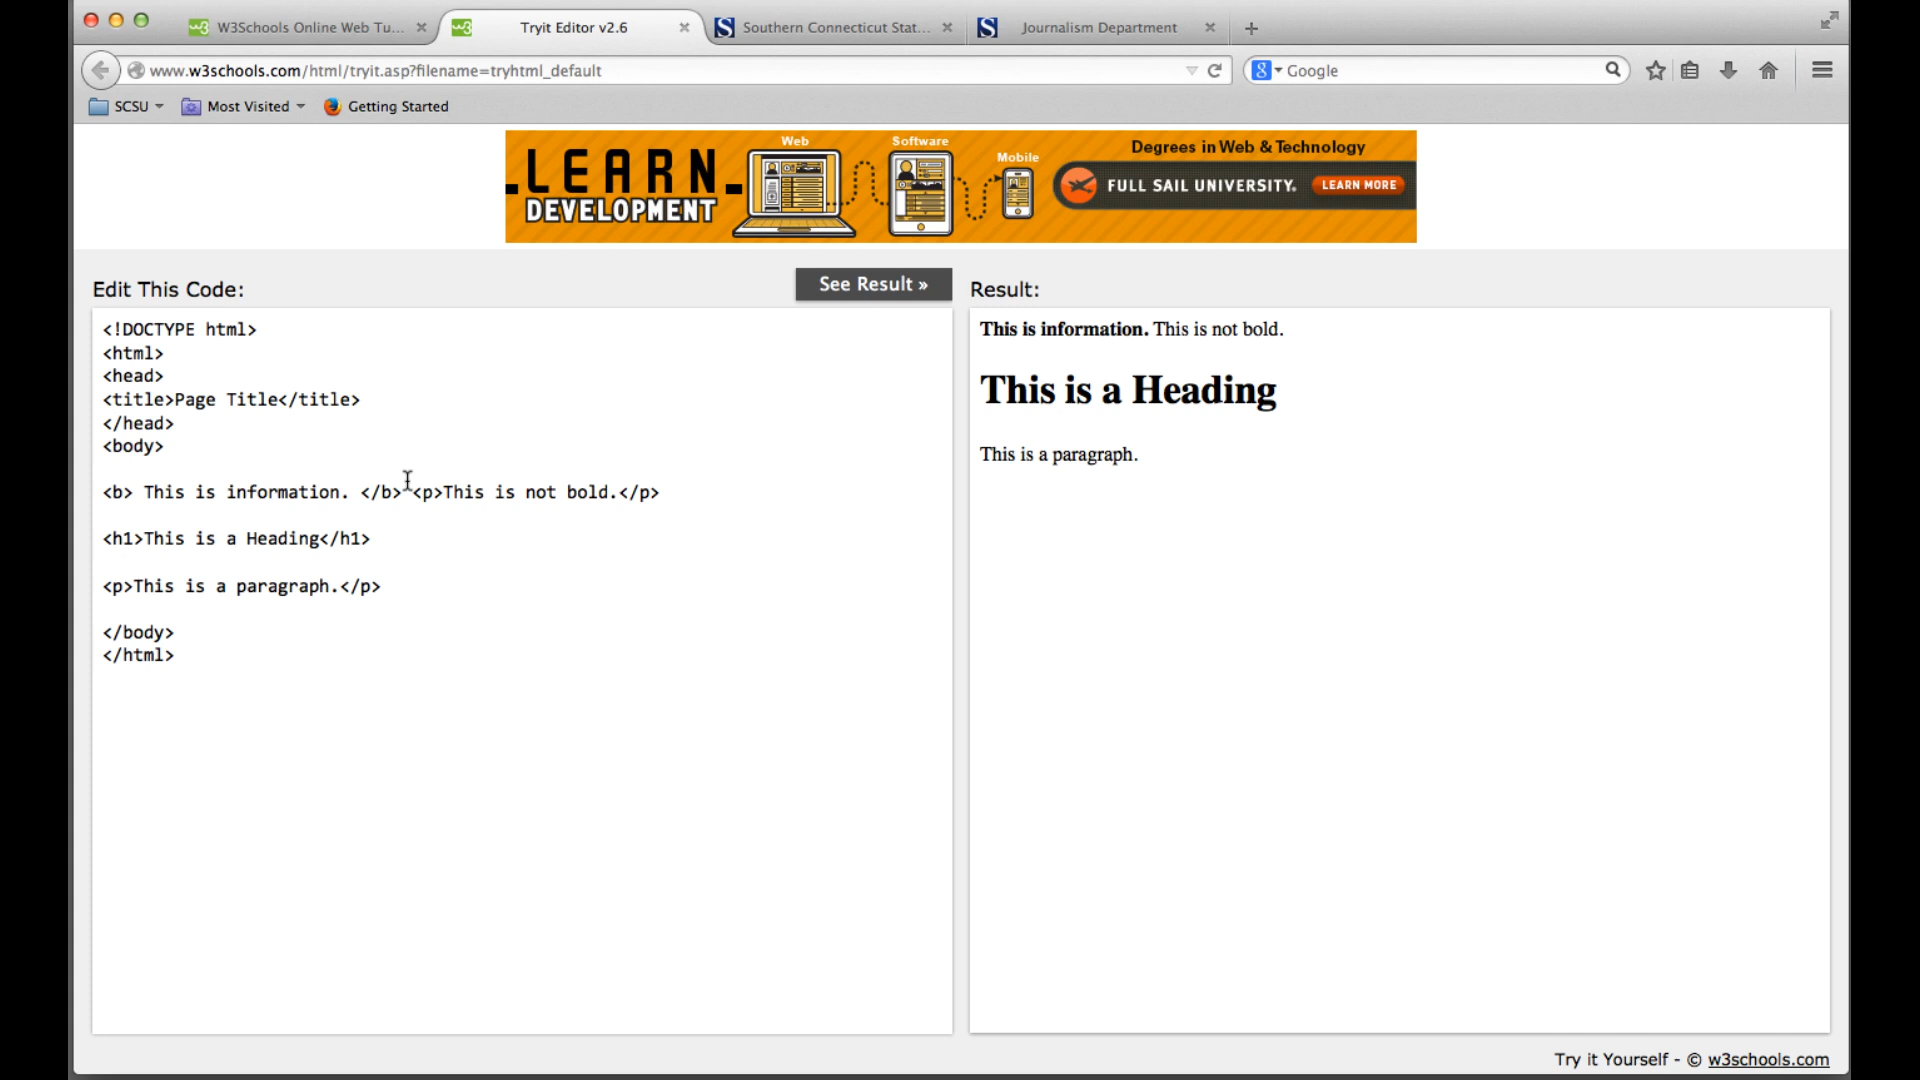 W3Schools Online Web Tu...
Tryit Editor v2.6
Southern Connecticut Stat...
Journalism Department
www.w3schools.com/html/tryit.asp?filename=tryhtml_default
Google
SCSU
Most Visited
Getting Started
LEARN
DEVELOPMENT
Web
Software
Mobile
Degrees in Web & Technology
FULL SAIL UNIVERSITY.
LEARN MORE
Edit This Code:
See Result »
<!DOCTYPE html>
<html>
<head>
<title>Page Title</title>
</head>
<body>
<b> This is information. </b> <p>This is not bold.</p>
<h1>This is a Heading</h1>
<p>This is a paragraph.</p>
</body>
</html>
Result:
This is information. This is not bold.
This is a Heading
This is a paragraph.
Try it Yourself - © w3schools.com